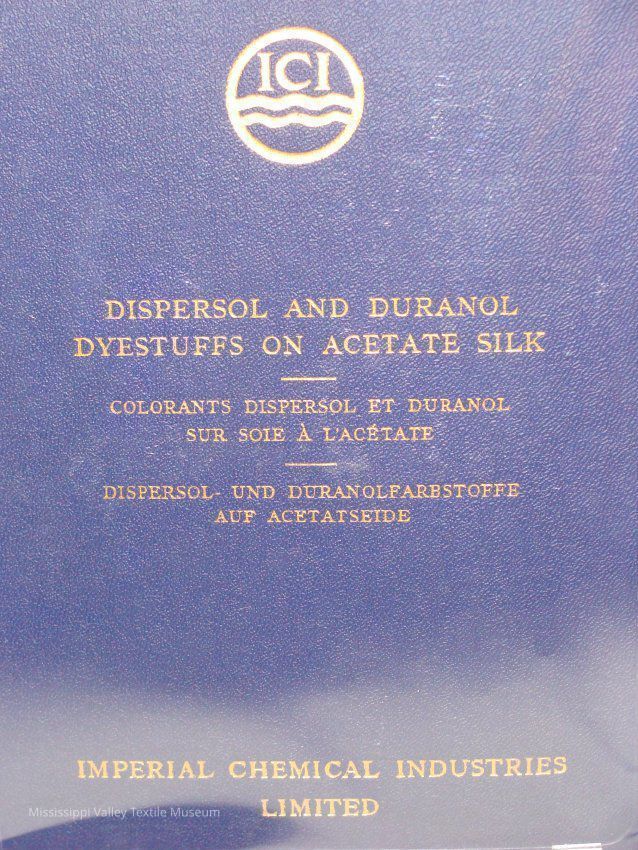 ICI
DISPERSOL AND DURANOL
DYESTUFFS ON ACETATE SILK
COLORANTS DISPERSOL ET DURANOL
SUR SOIE À L'ACÉTATE
DISPERSOL- UND DURANOLFARBSTOFFE
AUF ACETATSEIDE
IMPERIAL CHEMICAL INDUSTRIES
LIMITED
Mississippi Valley Textile Museum